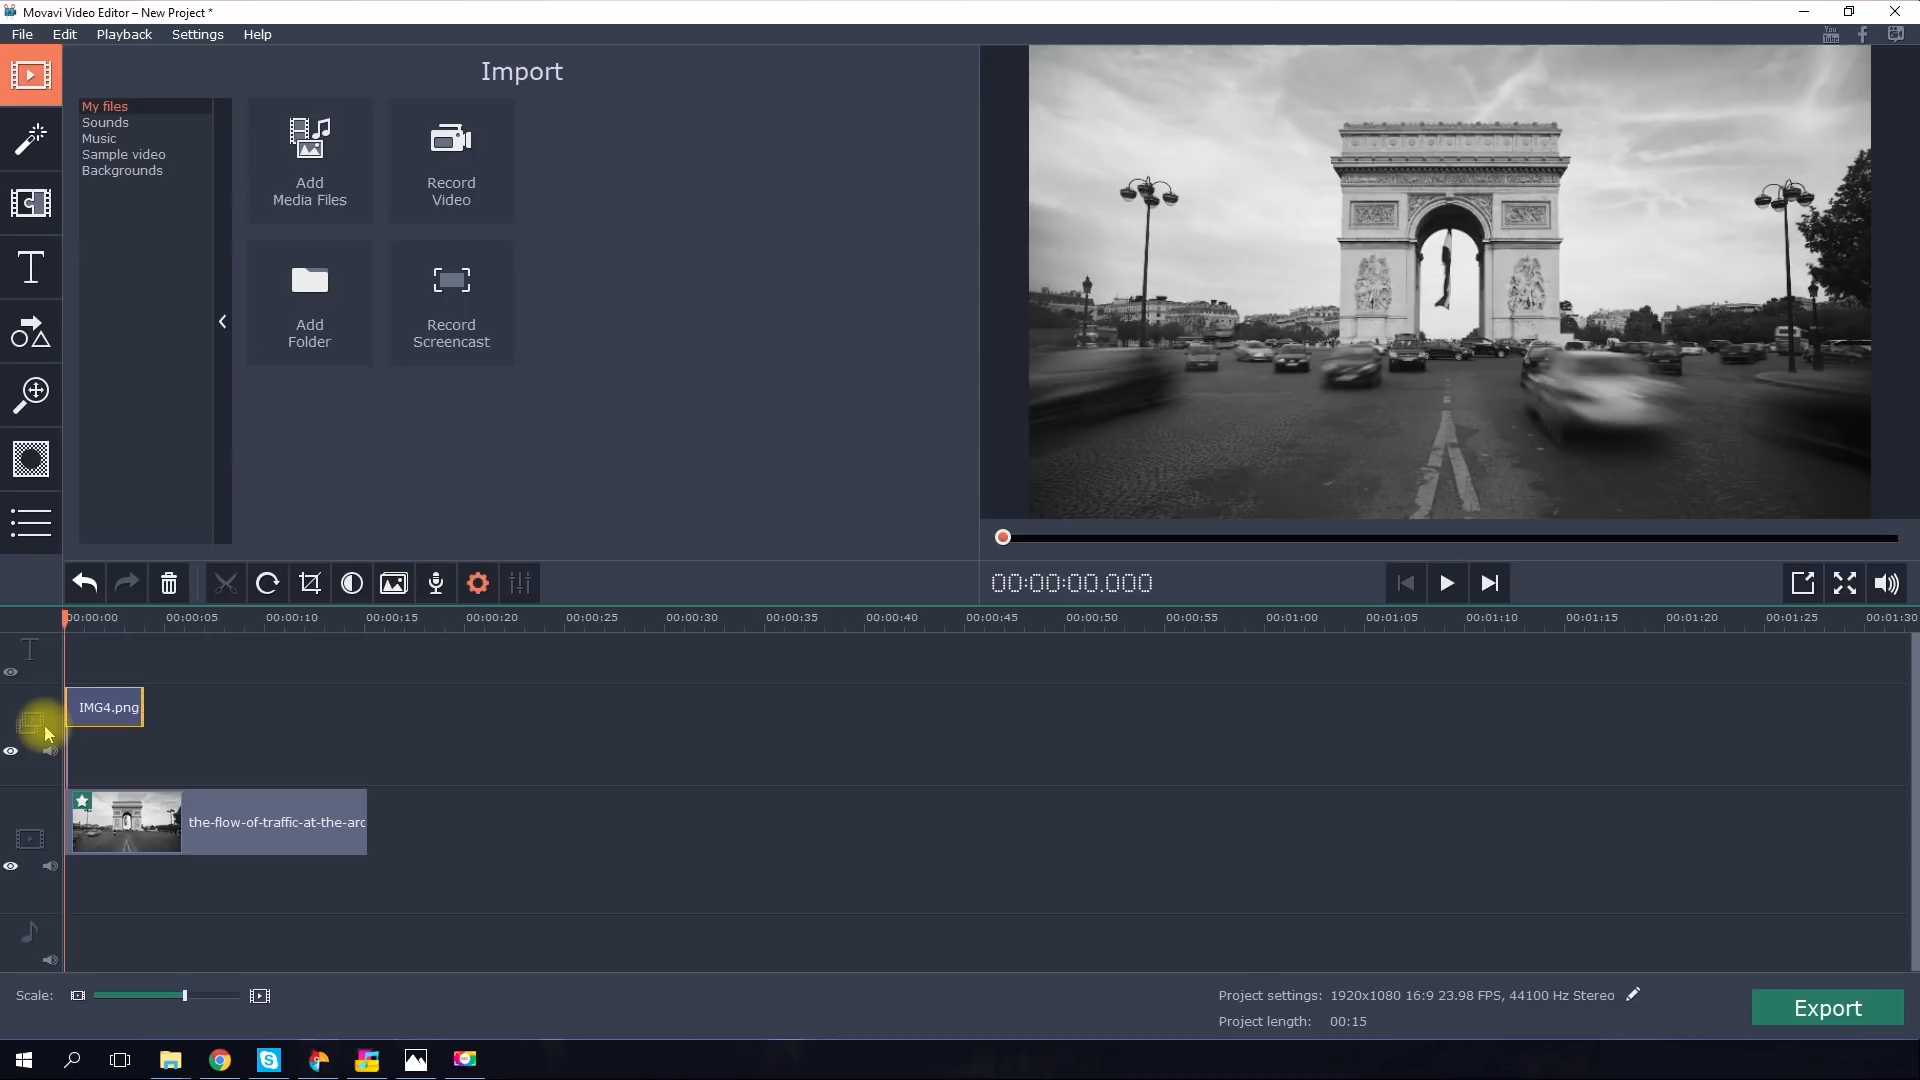 Movavi Video Editor – New Project *
File Edit Playback Settings Help
Import
My files
Sounds
Music
Sample video
Backgrounds
Add
Media Files
Record
Video
Add
Folder
Record
Screencast
00:00:00.000
00:00:00 00:00:05 00:00:10 00:00:15 00:00:20 00:00:25 00:00:30 00:00:35 00:00:40 00:00:45 00:00:50 00:00:55 00:01:00 00:01:05 00:01:10 00:01:15 00:01:20 00:01:25 00:01:30
IMG4.png
the-flow-of-traffic-at-the-arc
Scale:
Project settings: 1920x1080 16:9 23.98 FPS, 44100 Hz Stereo
Project length: 00:15
Export